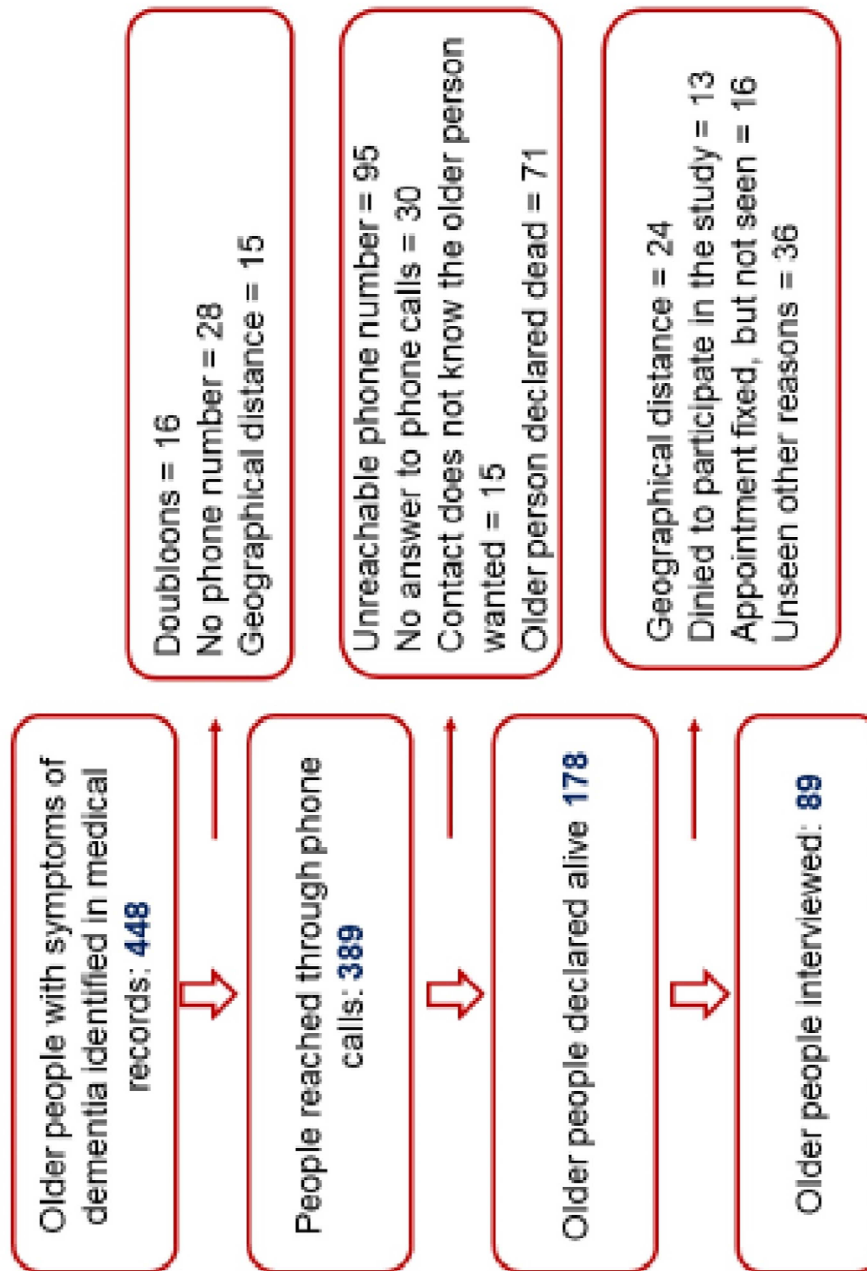 Older people with symptoms of
dementia identified in medical
records: 448
Doubloons = 16
No phone number = 28
Geographical distance = 15
People reached through phone
calls: 389
Unreachable phone number = 95
No answer to phone calls = 30
Contact does not know the older person
wanted = 15
Older person declared dead = 71
Older people declared alive 178
Geographical distance = 24
Dinied to participate in the study = 13
Appointment fixed, but not seen = 16
Unseen other reasons = 36
Older people interviewed: 89